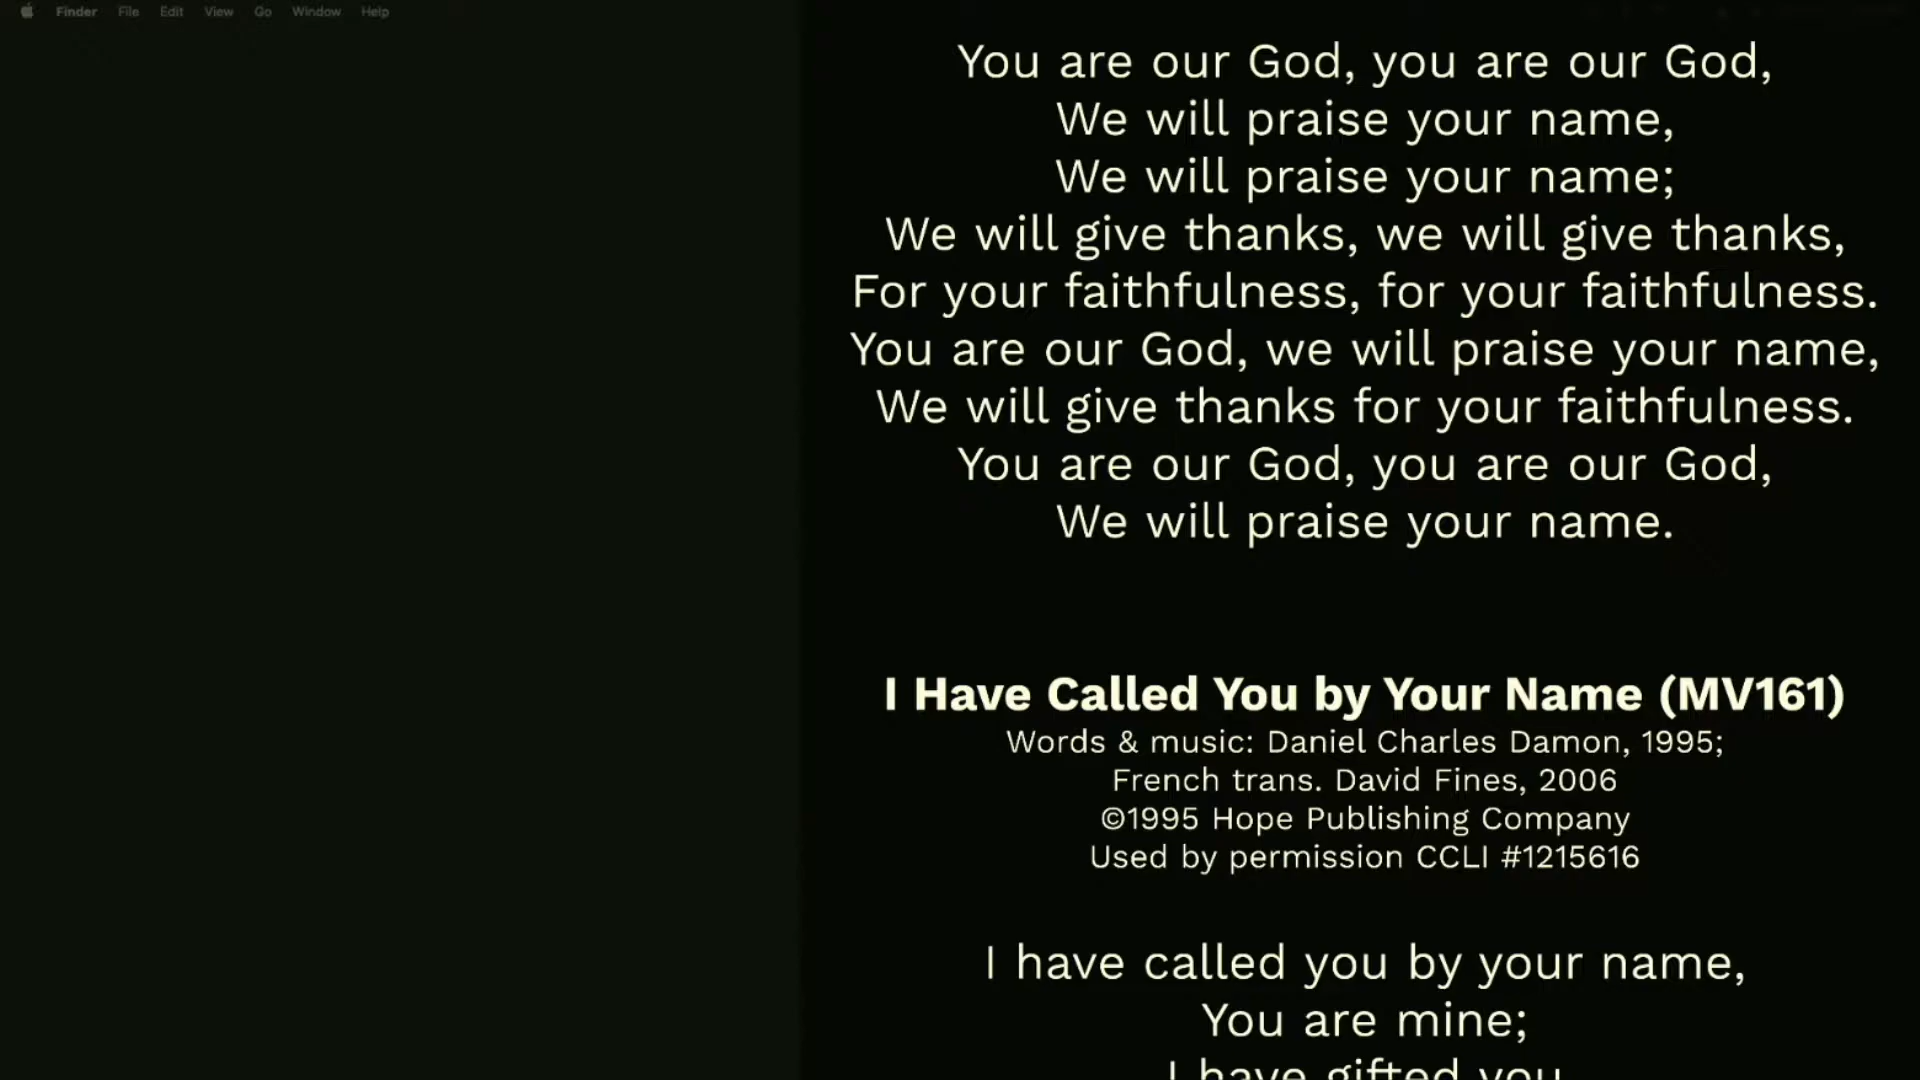 Finder File Edit View Go Window Help
You are our God, you are our God,
We will praise your name,
We will praise your name;
We will give thanks, we will give thanks,
For your faithfulness, for your faithfulness.
You are our God, we will praise your name,
We will give thanks for your faithfulness.
You are our God, you are our God,
We will praise your name.
I Have Called You by Your Name (MV161)
Words & music: Daniel Charles Damon, 1995;
French trans. David Fines, 2006
©1995 Hope Publishing Company
Used by permission CCLI #1215616
I have called you by your name,
You are mine;
I have gifted you